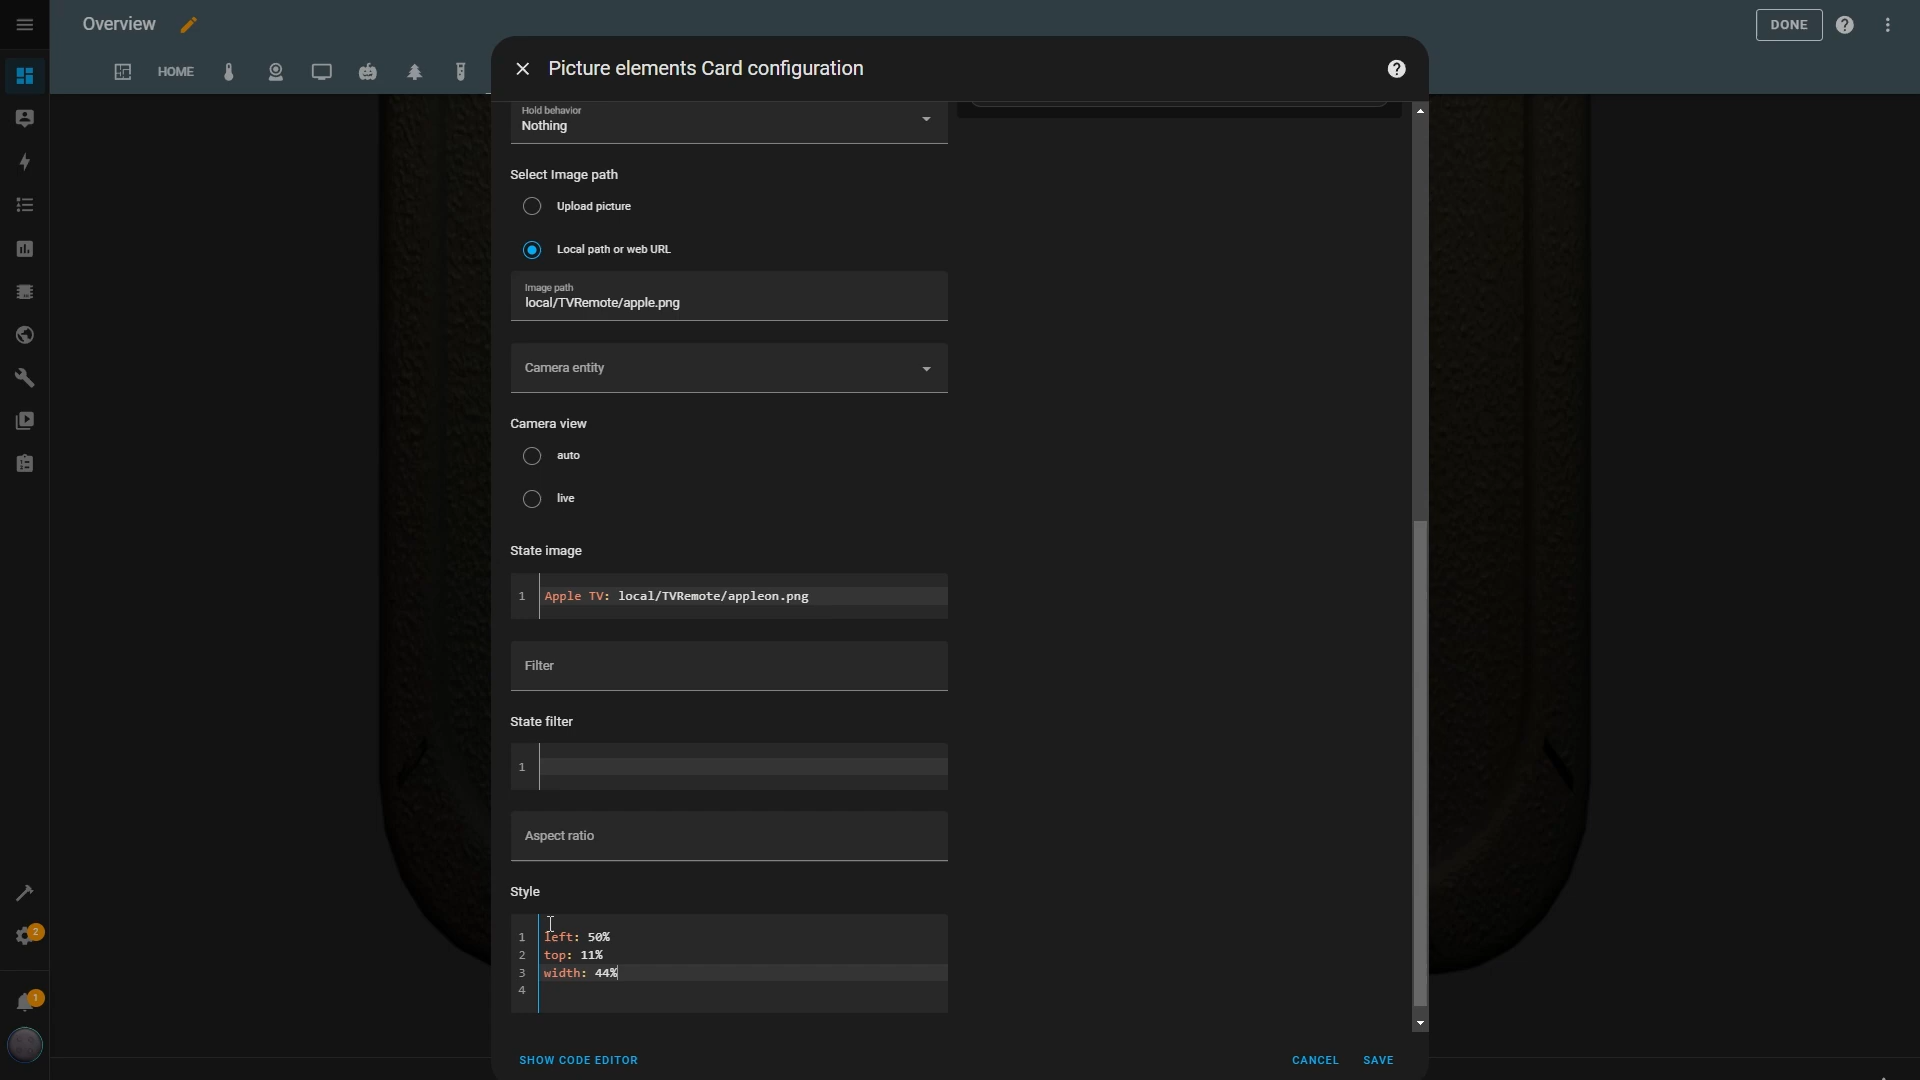 Overview
DONE
HOME
Picture elements Card configuration
Hold behavior
Nothing
Select Image path
Upload picture
Local path or web URL
Image path
local/TVRemote/apple.png
Camera entity
Camera view
auto
live
State image
1 Apple TV: local/TVRemote/appleon.png
Filter
State filter
1
Aspect ratio
Style
1 left: 50%
2 top: 11%
3 width: 44%
4
2
1
SHOW CODE EDITOR
CANCEL
SAVE